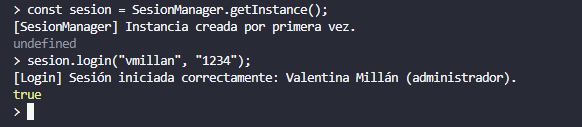 > const sesion = SesionManager.getInstance();
[SesionManager] Instancia creada por primera vez.
undefined
> sesion.login("vmillan", "1234");
[Login] Sesión iniciada correctamente: Valentina Millán (administrador).
true
>